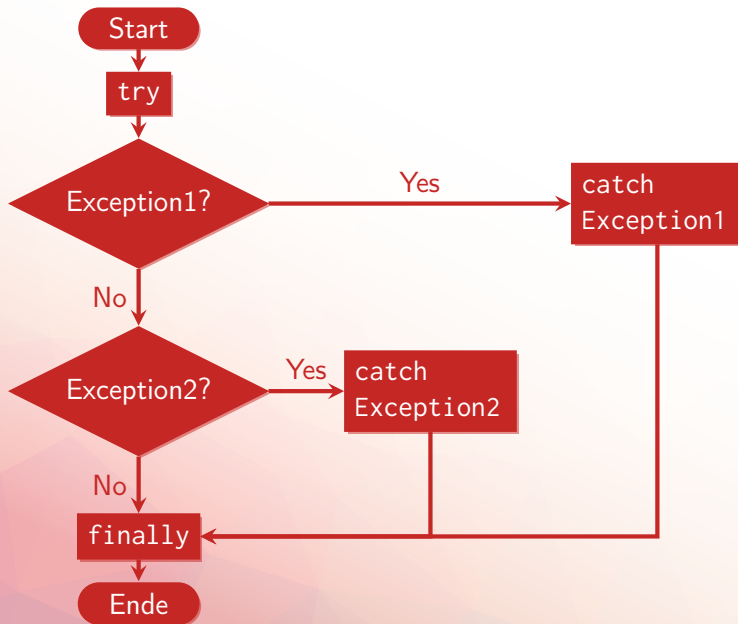 Start
try
Exception1?
Yes
catch
Exception1
No
Exception2?
Yes
catch
Exception2
No
finally
Ende